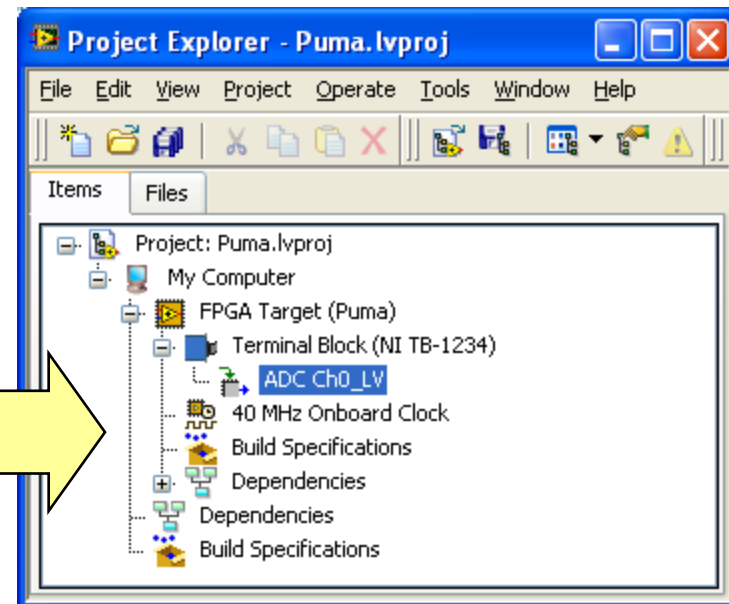 Project Explorer - Puma.lvproj
File Edit View Project Operate Tools Window Help
Items Files
Project: Puma.lvproj
My Computer
FPGA Target (Puma)
Terminal Block (NI TB-1234)
ADC Ch0_LV
40 MHz Onboard Clock
Build Specifications
Dependencies
Dependencies
Build Specifications